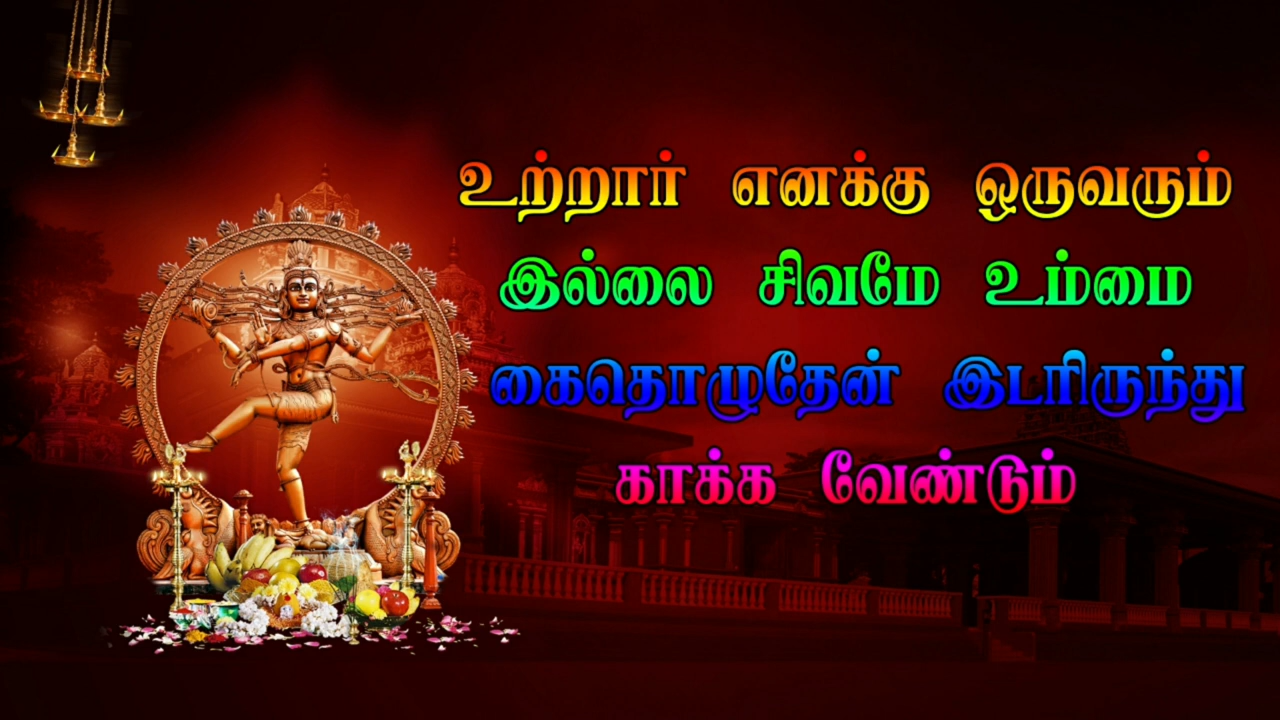 உற்றார் எனக்கு ஒருவரும்
இல்லை சிவமே உம்மை
கைதொழுதேன் இடரிருந்து
காக்க வேண்டும்